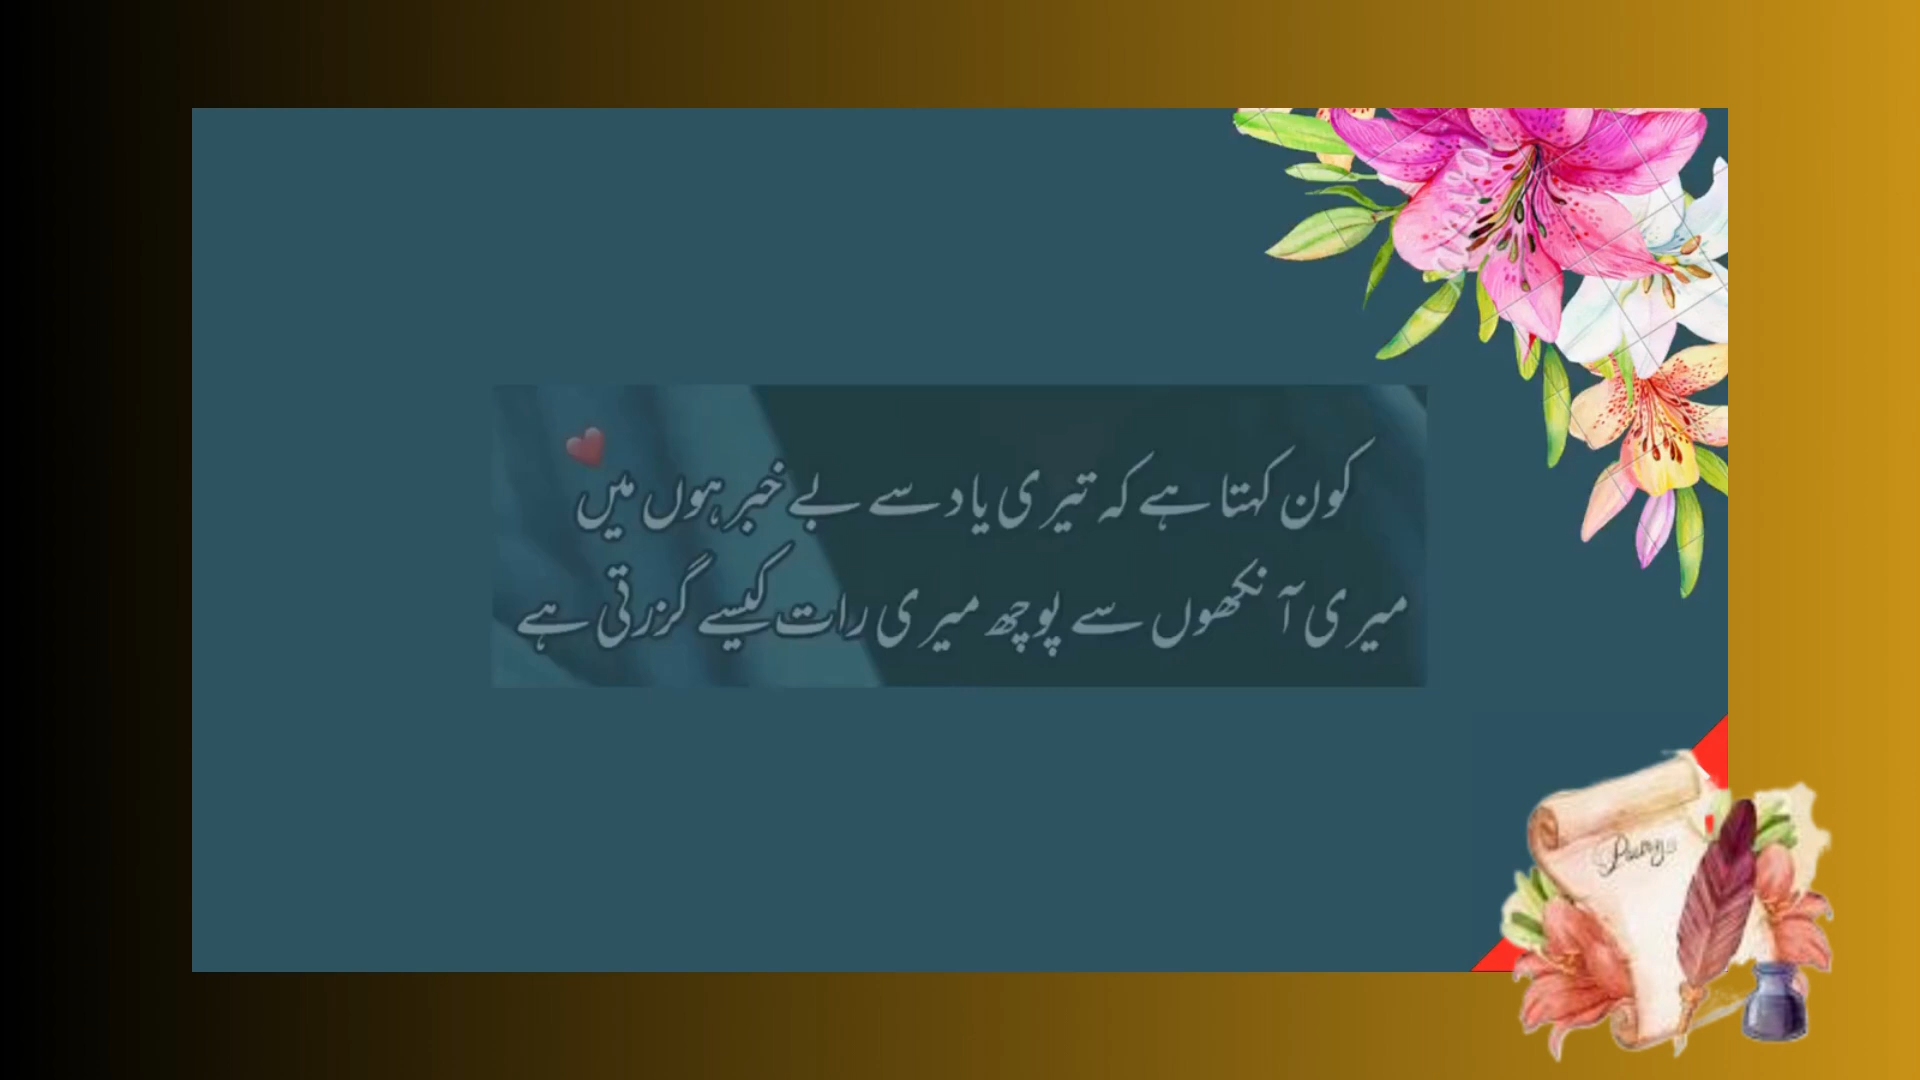 کون کہتا ہے کہ تیری یاد سے بے خبر ہوں میں
میری آنکھوں سے پوچھ میری رات کیسے گزرتی ہے